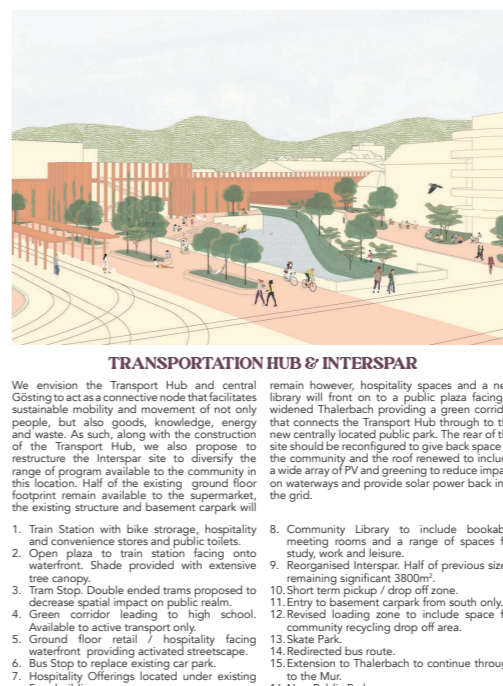 TRANSPORTATION HUB & INTERSPAR
We envision the Transport Hub and central
Gösting to act as a connective node that facilitates
sustainable mobility and movement of not only
people, but also goods, knowledge, energy
and waste. As such, along with the construction
of the Transport Hub, we also propose to
restructure the Interspar site to diversify the
range of program available to the community in
this location. Half of the existing ground floor
footprint remain available to the supermarket,
the existing structure and basement carpark will
remain however, hospitality spaces and a
library will front on to a public plaza facing
widened Thalerbach providing a green
that connects the Transport Hub through to
new centrally located public park. The rear of
site should be reconfigured to give back space
the community and the roof renewed to
a wide array of PV and greening to reduce
on waterways and provide solar power back
the grid.
1. Train Station with bike strorage, hospitality
and convenience stores and public toilets.
2. Open plaza to train station facing onto
waterfront. Shade provided with extensive
tree canopy.
3. Tram Stop. Double ended trams proposed to
decrease spatial impact on public realm.
4. Green corridor leading to high school.
Available to active transport only.
5. Ground floor retail / hospitality facing
waterfront providing activated streetscape.
6. Bus Stop to replace existing car park.
7. Hospitality Offerings located under existing
8. Community Library to include
meeting rooms and a range of spaces
study, work and leisure.
9. Reorganised Interspar. Half of previous
remaining significant 3800m².
10. Short term pickup / drop off zone.
11. Entry to basement carpark from south only.
12. Revised loading zone to include space
community recycling drop off area.
13. Skate Park.
14. Redirected bus route.
15. Extension to Thalerbach to continue
to the Mur.